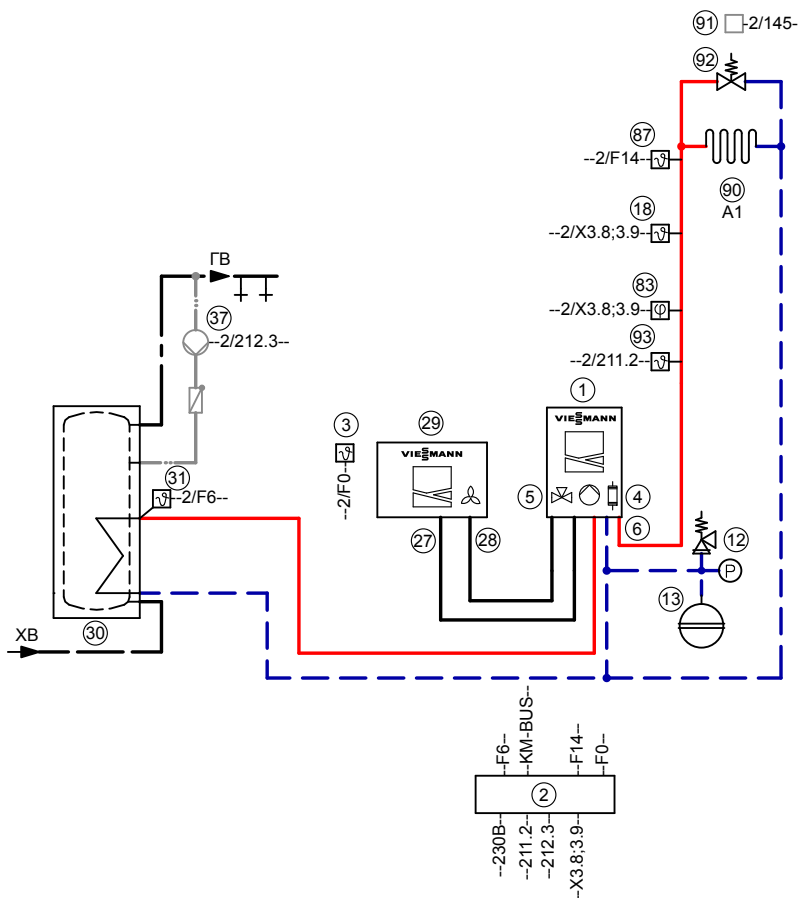 91 -2/145-
92
87
--2/F14--
90
A1
18
--2/X3.8;3.9--
83
--2/X3.8;3.9--
93
--2/211.2--
ГВ
37
--2/212.3--
1
VIESMANN
29
VIESMANN
3
--2/F0--
31
--2/F6--
5
4
6
27
28
12
P
13
30
ХВ
--F6--
--KM-BUS--
--F14--
--F0--
2
--230B--
--211.2--
--212.3--
--X3.8;3.9--